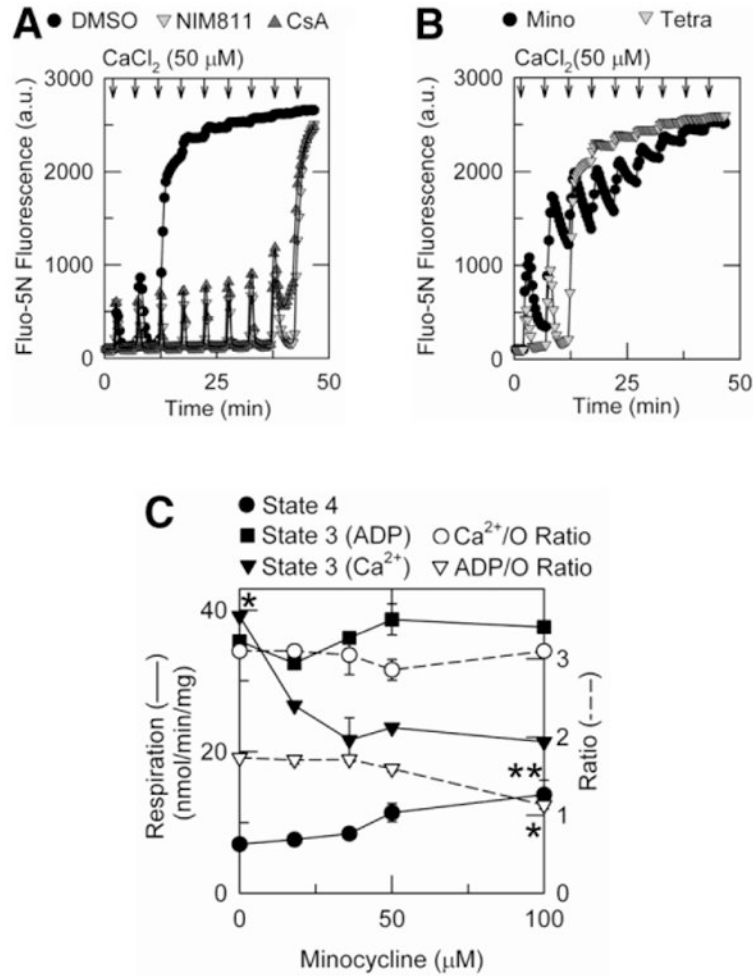 A ● DMSO ▽ NIM811 ▲ CsA
CaCl₂ (50 μM)
3000
2000
1000
0
Fluo-5N Fluorescence (a.u.)
0 25 50
Time (min)
B ● Mino ▽ Tetra
CaCl₂(50 μM)
3000
2000
1000
0
Fluo-5N Fluorescence (a.u.)
0 25 50
Time (min)
C ● State 4
■ State 3 (ADP) ○ Ca²⁺/O Ratio
▼ State 3 (Ca²⁺) ▽ ADP/O Ratio
40
20
0
Respiration (—)
(nmol/min/mg)
*
**
*
3
2
1
0
Ratio (---)
0 50 100
Minocycline (μM)